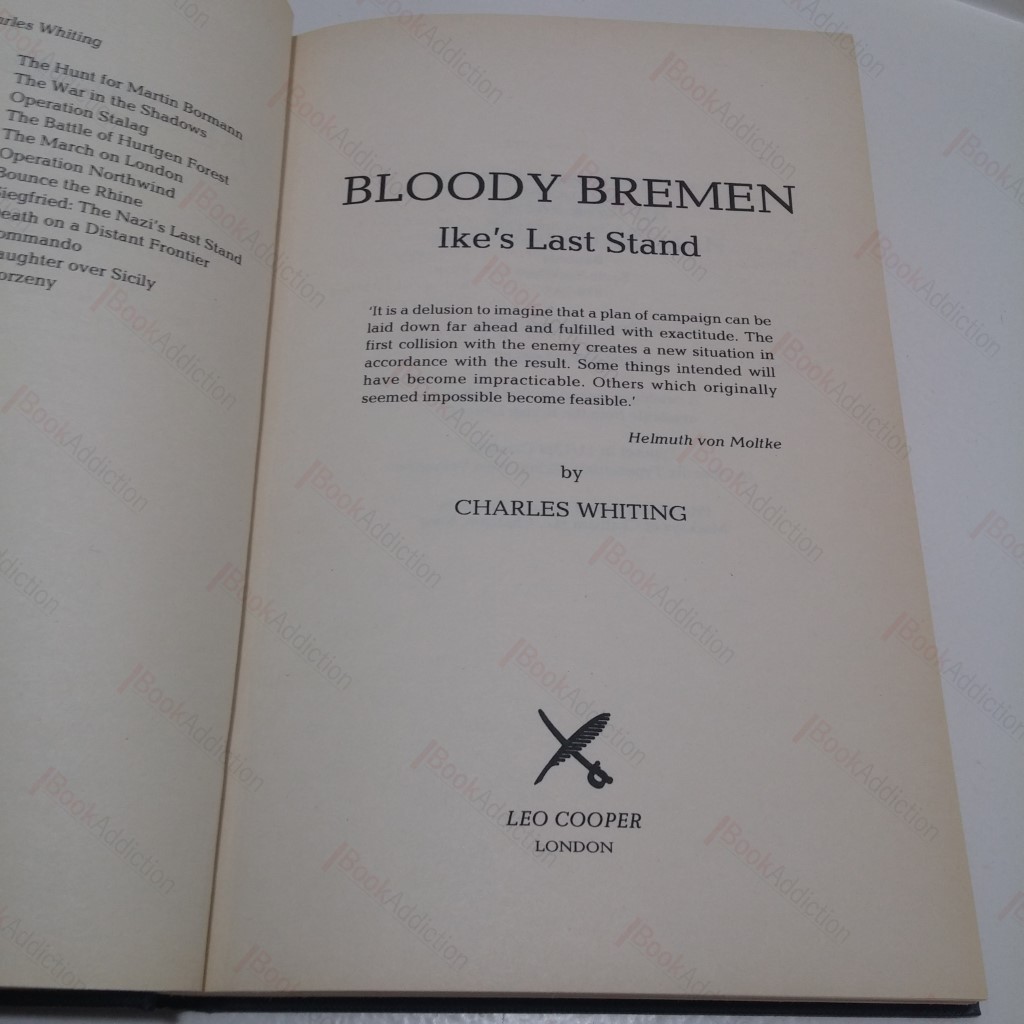 Whiting
The Hunt for Martin Bormann
The War in the Shadows
Operation Stalag
The Battle of Hurtgen Forest
The March on London
Operation Northwind
Bounce the Rhine
Siegfried: The Nazi's Last Stand
Death on a Distant Frontier
ommando
aughter over Sicily
orzeny
BLOODY BREMEN
Ike's Last Stand
'It is a delusion to imagine that a plan of campaign can be
laid down far ahead and fulfilled with exactitude. The
first collision with the enemy creates a new situation in
accordance with the result. Some things intended will
have become impracticable. Others which originally
seemed impossible become feasible.'
Helmuth von Moltke
by
CHARLES WHITING
LEO COOPER
LONDON
BookAddiction